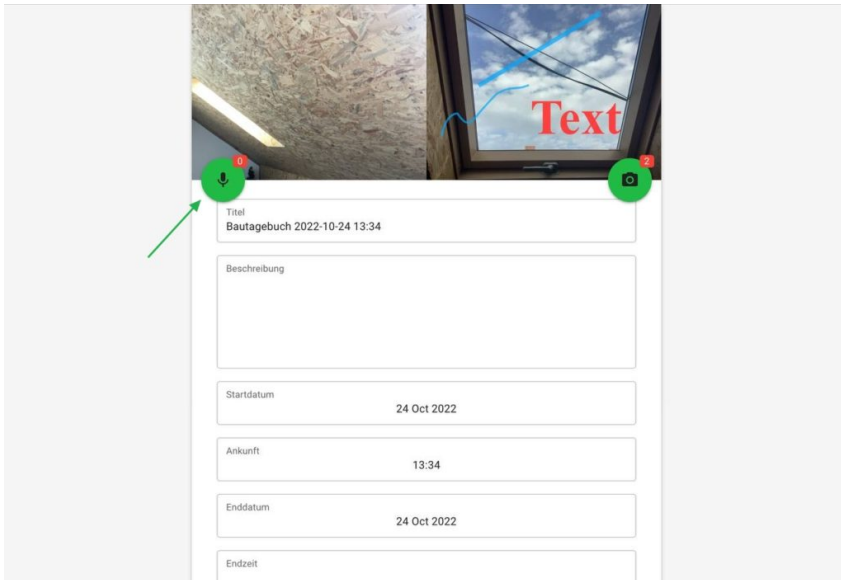 Text
0
2
Titel
Bautagebuch 2022-10-24 13:34
Beschreibung
Startdatum
24 Oct 2022
Ankunft
13:34
Enddatum
24 Oct 2022
Endzeit